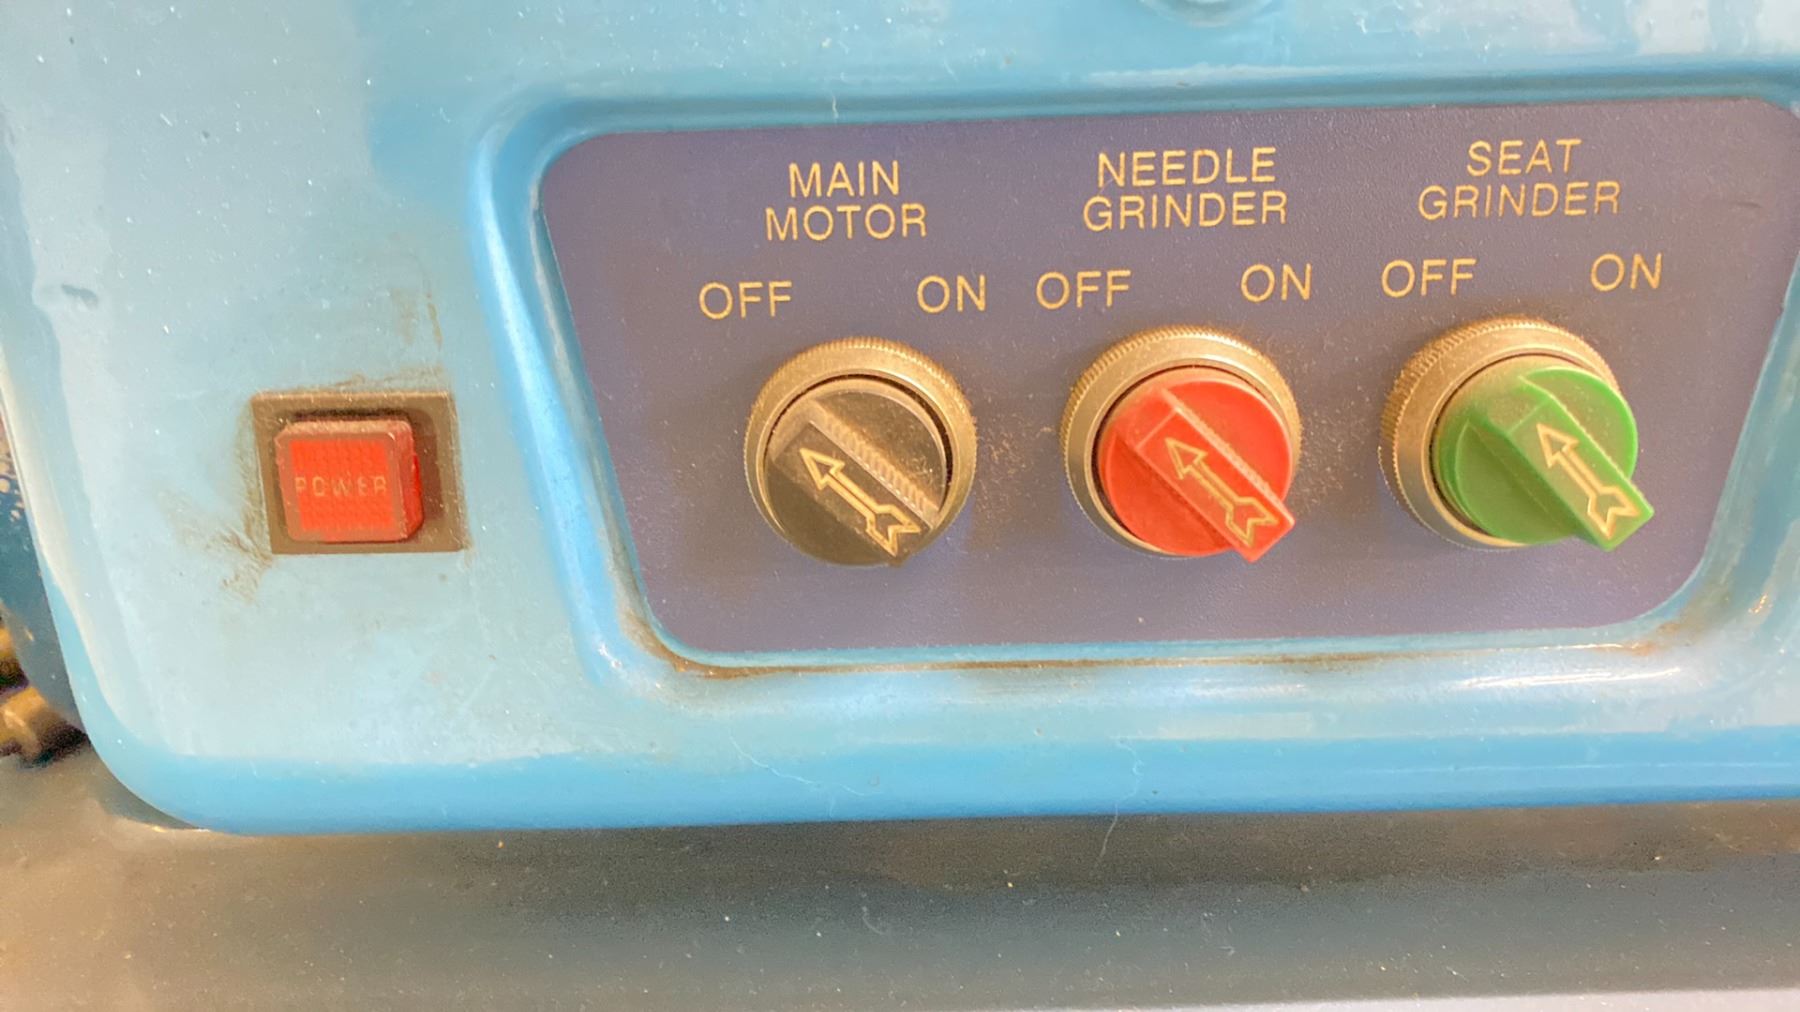 MAIN
MOTOR
OFF ON
NEEDLE
GRINDER
OFF ON
SEAT
GRINDER
OFF ON
POWER